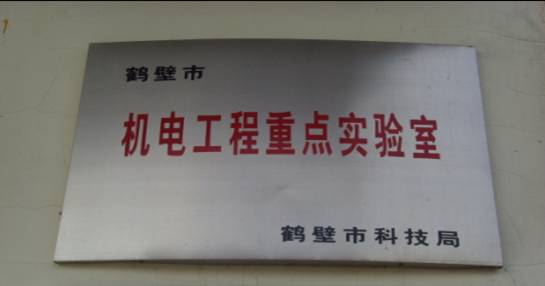 鹤壁市
机电工程重点实验室
鹤壁市科技局